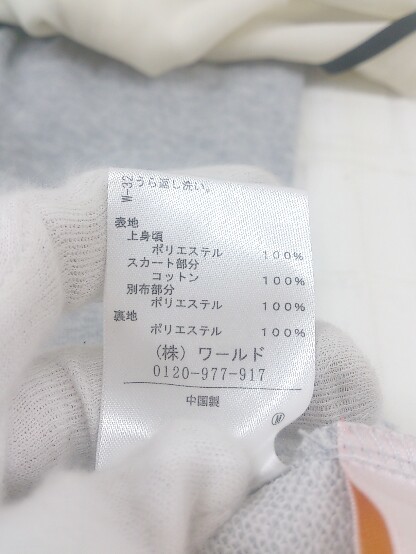 W-32
うら返し洗い。
表地
上身頃
ポリエステル 100%
スカート部分
コットン 100%
別布部分
ポリエステル 100%
裏地
ポリエステル 100%
(株) ワールド
0120-977-917
中国製
M